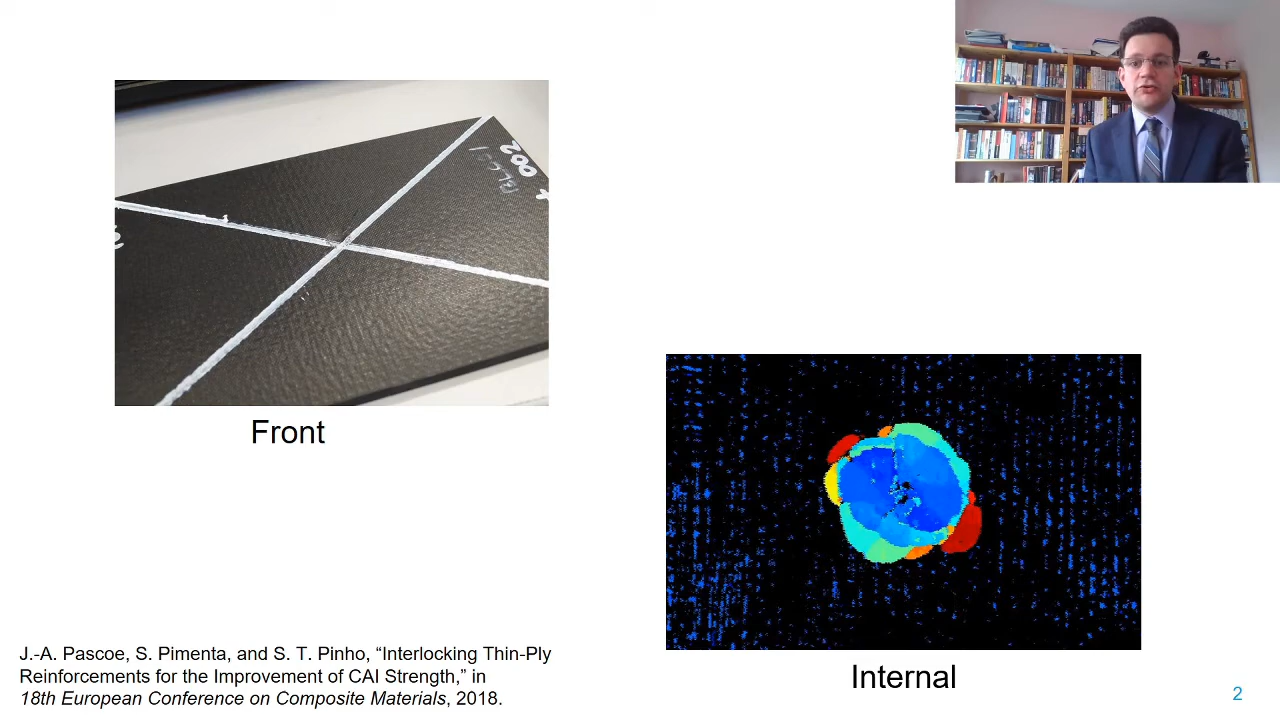 002
Front
Internal
J.-A. Pascoe, S. Pimenta, and S. T. Pinho, “Interlocking Thin-Ply
Reinforcements for the Improvement of CAI Strength,” in
18th European Conference on Composite Materials, 2018.
2